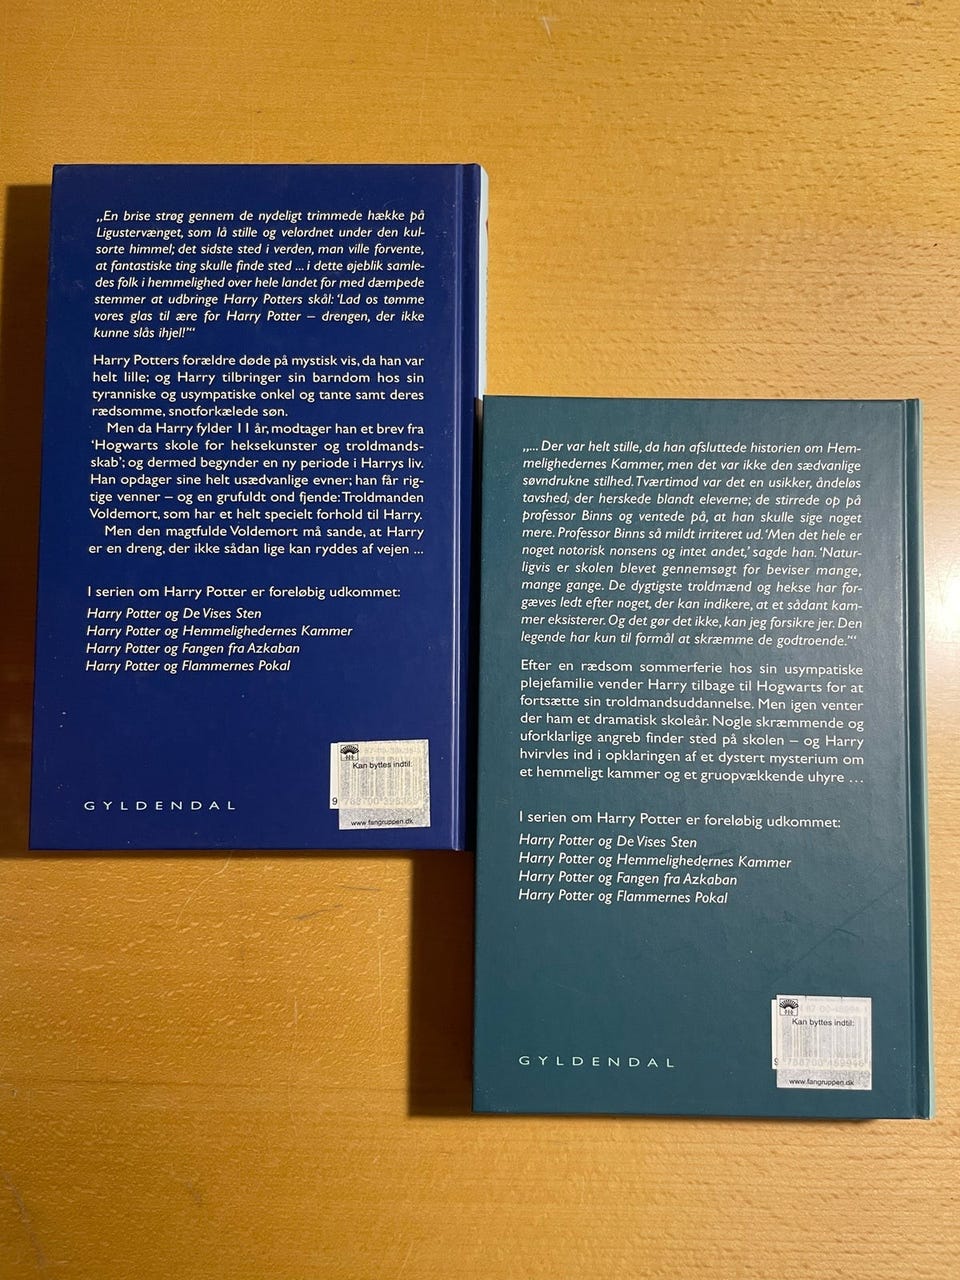 „En brise strøg gennem de nydeligt trimmede hække på
Ligustervænget, som lå stille og velordnet under den kul-
sorte himmel; det sidste sted i verden, man ville forvente,
at fantastiske ting skulle finde sted ... i dette øjeblik samle-
des folk i hemmelighed over hele landet for med dæmpede
stemmer at udbringe Harry Potters skål: ‘Lad os tømme
vores glas til ære for Harry Potter – drengen, der ikke
kunne slås ihjel!’“
Harry Potters forældre døde på mystisk vis, da han var
helt lille; og Harry tilbringer sin barndom hos sin
tyranniske og usympatiske onkel og tante samt deres
rædsomme, snotforkælede søn.
Men da Harry fylder 11 år, modtager han et brev fra
‘Hogwarts skole for heksekunster og troldmands-
skab’; og dermed begynder en ny periode i Harrys liv.
Han opdager sine helt usædvanlige evner; han får rig-
tige venner – og en grufuldt ond fjende: Troldmanden
Voldemort, som har et helt specielt forhold til Harry.
Men den magtfulde Voldemort må sande, at Harry
er en dreng, der ikke sådan lige kan ryddes af vejen ...
I serien om Harry Potter er foreløbig udkommet:
Harry Potter og De Vises Sten
Harry Potter og Hemmelighedernes Kammer
Harry Potter og Fangen fra Azkaban
Harry Potter og Flammernes Pokal
Kan byttes indtil:
www.fangruppen.dk
GYLDENDAL
„... Der var helt stille, da han afsluttede historien om Hem-
melighedernes Kammer, men det var ikke den sædvanlige
søvndrukne stilhed. Tværtimod var det en usikker, åndeløs
tavshed, der herskede blandt eleverne; de stirrede op på
professor Binns og ventede på, at han skulle sige noget
mere. Professor Binns så mildt irriteret ud. ‘Men det hele er
noget notorisk nonsens og intet andet,’ sagde han. ‘Natur-
ligvis er skolen blevet gennemsøgt for beviser mange,
mange gange. De dygtigste troldmænd og hekse har for-
gæves ledt efter noget, der kan indikere, at et sådant kam-
mer eksisterer. Og det gør det ikke, kan jeg forsikre jer. Den
legende har kun til formål at skræmme de godtroende.’“
Efter en rædsom sommerferie hos sin usympatiske
plejefamilie vender Harry tilbage til Hogwarts for at
fortsætte sin troldmandsuddannelse. Men igen venter
der ham et dramatisk skoleår. Nogle skræmmende og
uforklarlige angreb finder sted på skolen – og Harry
hvirvles ind i opklaringen af et dystert mysterium om
et hemmeligt kammer og et gruopvækkende uhyre ...
I serien om Harry Potter er foreløbig udkommet:
Harry Potter og De Vises Sten
Harry Potter og Hemmelighedernes Kammer
Harry Potter og Fangen fra Azkaban
Harry Potter og Flammernes Pokal
Kan byttes indtil:
www.fangruppen.dk
GYLDENDAL